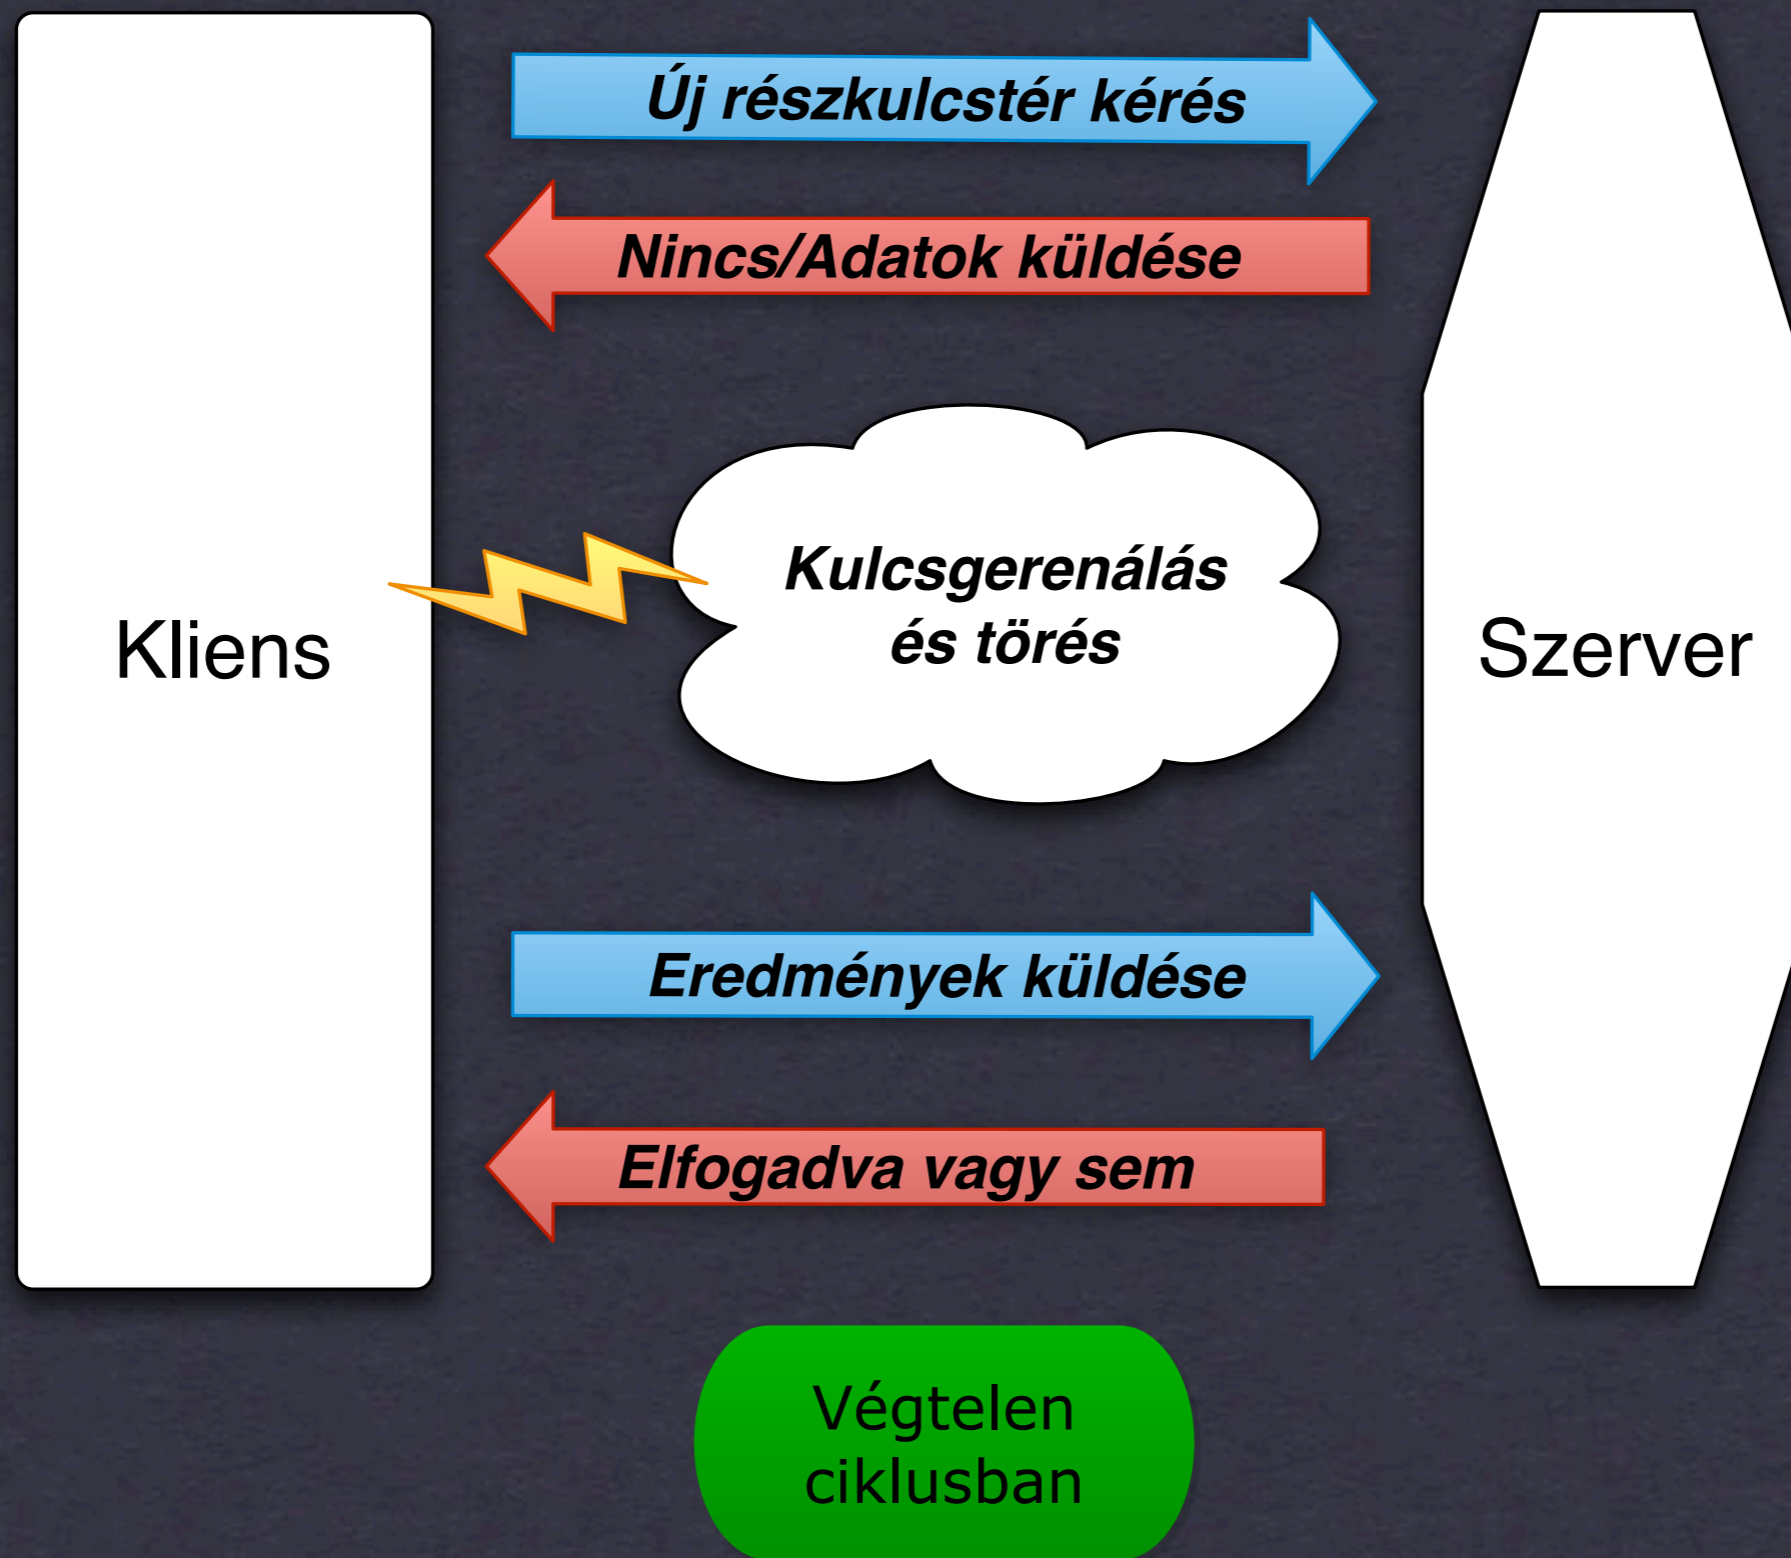 Új részkulcstér kérés
Nincs/Adatok küldése
Kulcsgerenálás
és törés
Kliens
Szerver
Eredmények küldése
Elfogadva vagy sem
Végtelen
ciklusban